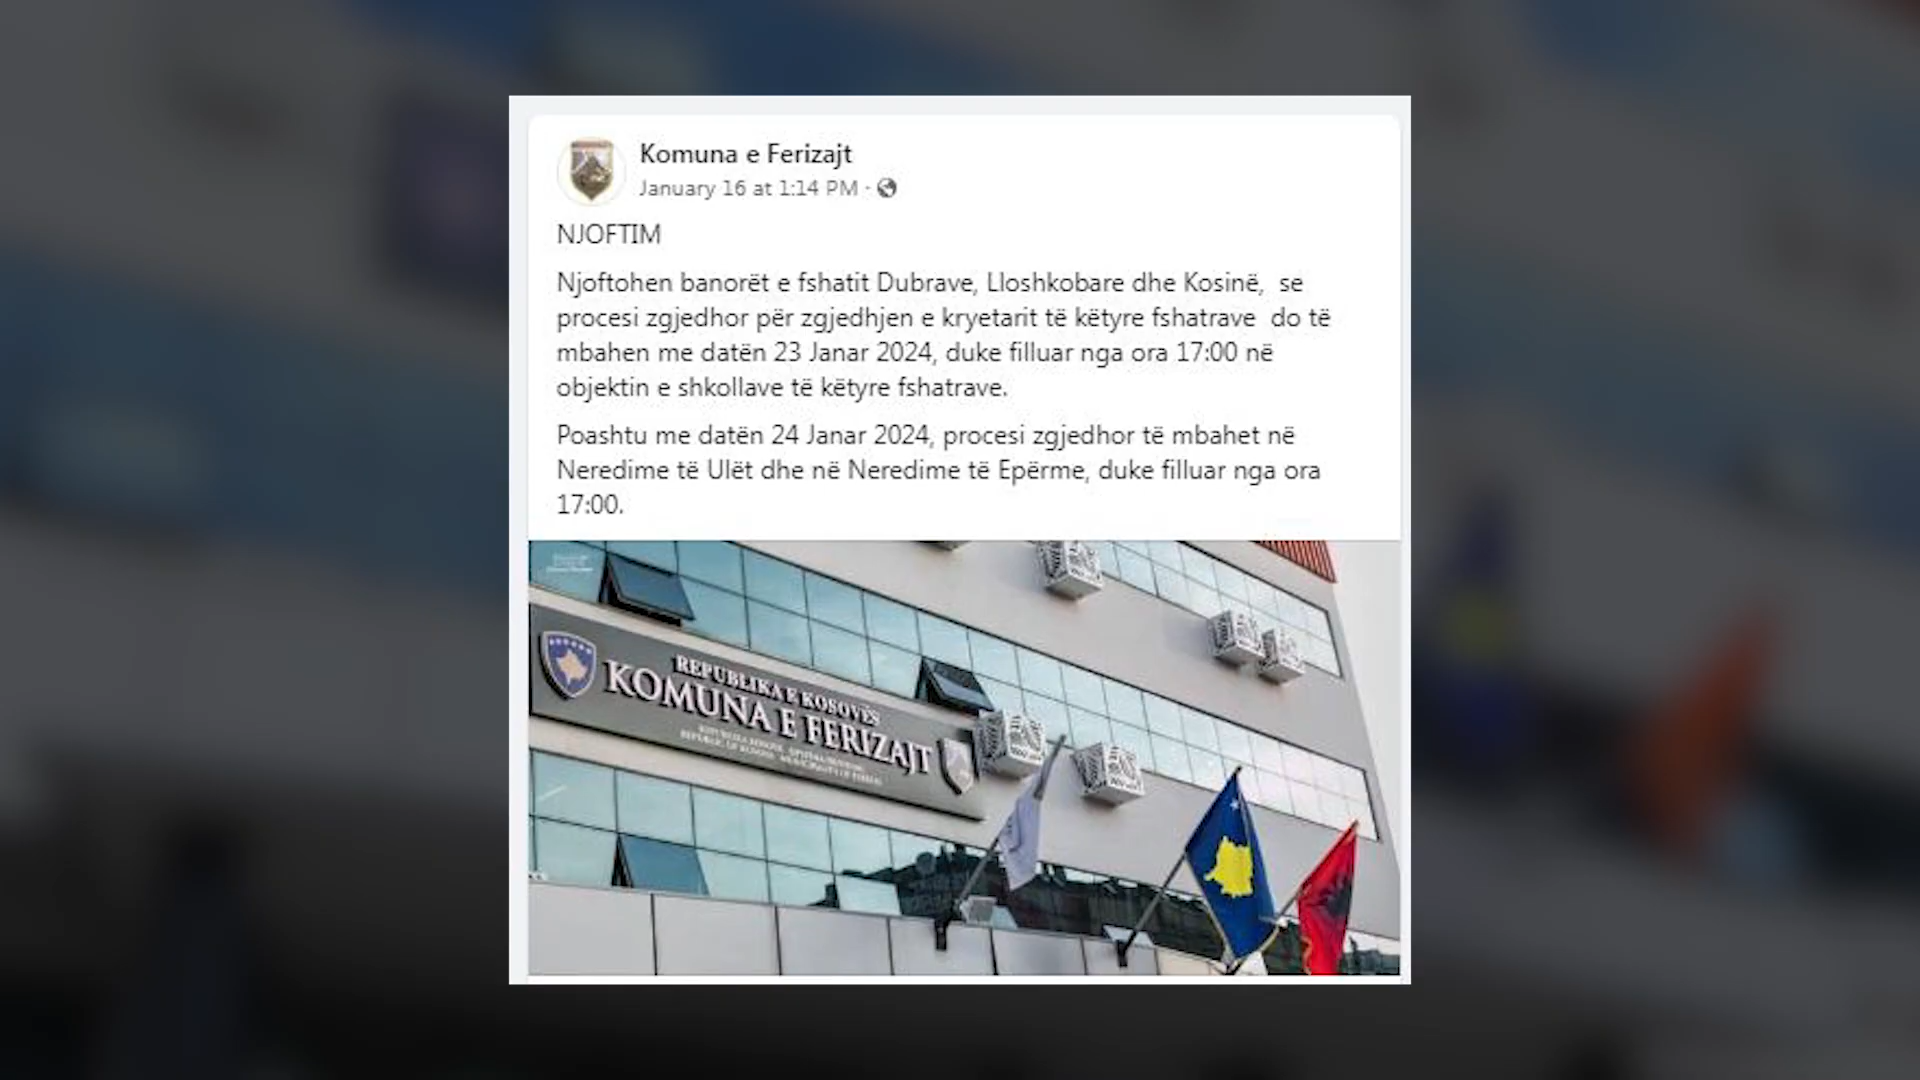 Komuna e Ferizajt
January 16 at 1:14 PM ·
NJOFTIM
Njoftohen banorët e fshatit Dubrave, Lloshkobare dhe Kosinë, se
procesi zgjedhor për zgjedhjen e kryetarit të këtyre fshatrave do të
mbahen me datën 23 Janar 2024, duke filluar nga ora 17:00 në
objektin e shkollave të këtyre fshatrave.
Poashtu me datën 24 Janar 2024, procesi zgjedhor të mbahet në
Neredime të Ulët dhe në Neredime të Epërme, duke filluar nga ora
17:00.
REPUBLIKA E KOSOVËS
KOMUNA E FERIZAJT